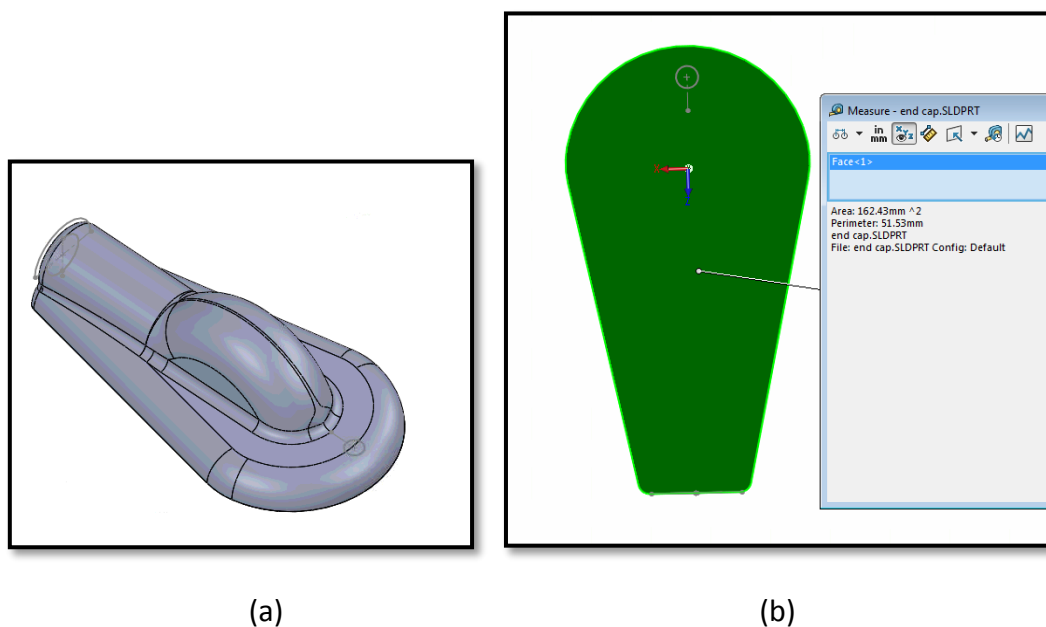 Measure - end cap.SLDPRT
in
mm
XYZ
Face<1>
Area: 162.43mm ^2
Perimeter: 51.53mm
end cap.SLDPRT
File: end cap.SLDPRT Config: Default
X
Z
(a)
(b)